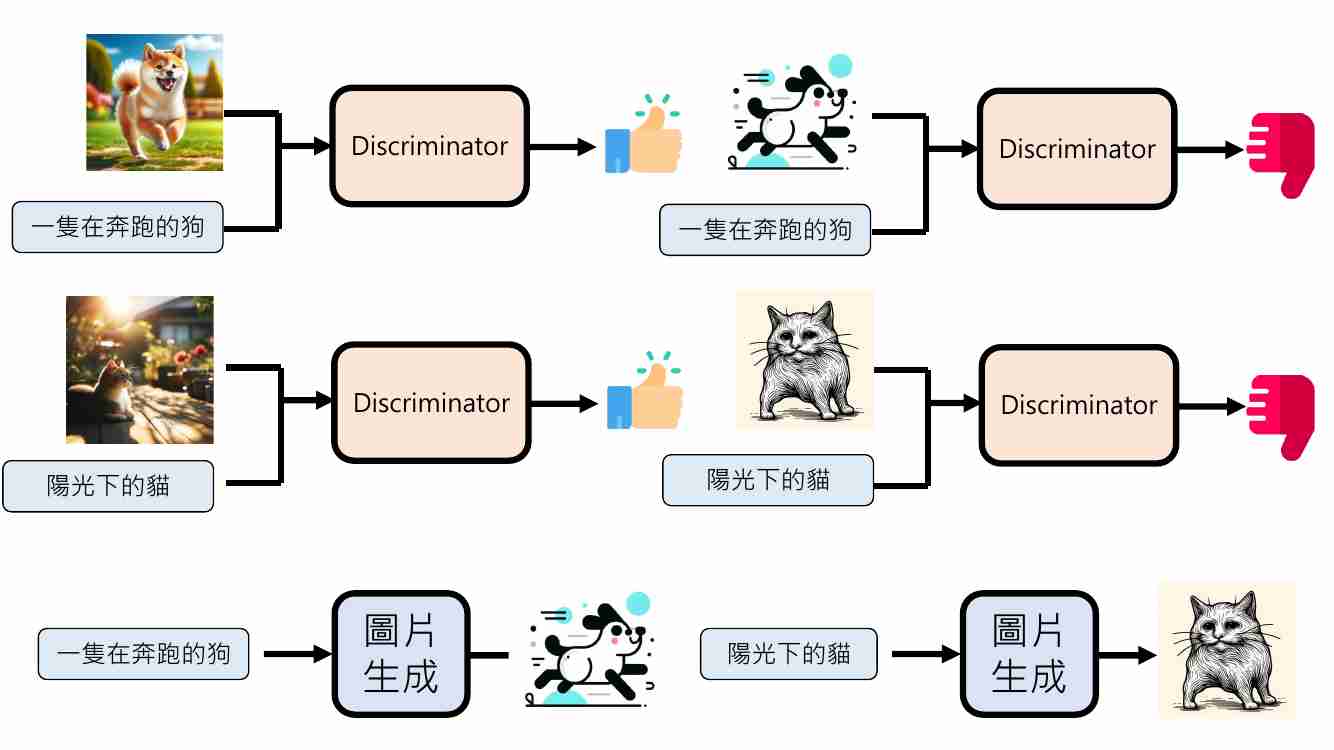 Discriminator
Discriminator
一隻在奔跑的狗
一隻在奔跑的狗
Discriminator
Discriminator
陽光下的貓
陽光下的貓
一隻在奔跑的狗
圖片
生成
陽光下的貓
圖片
生成